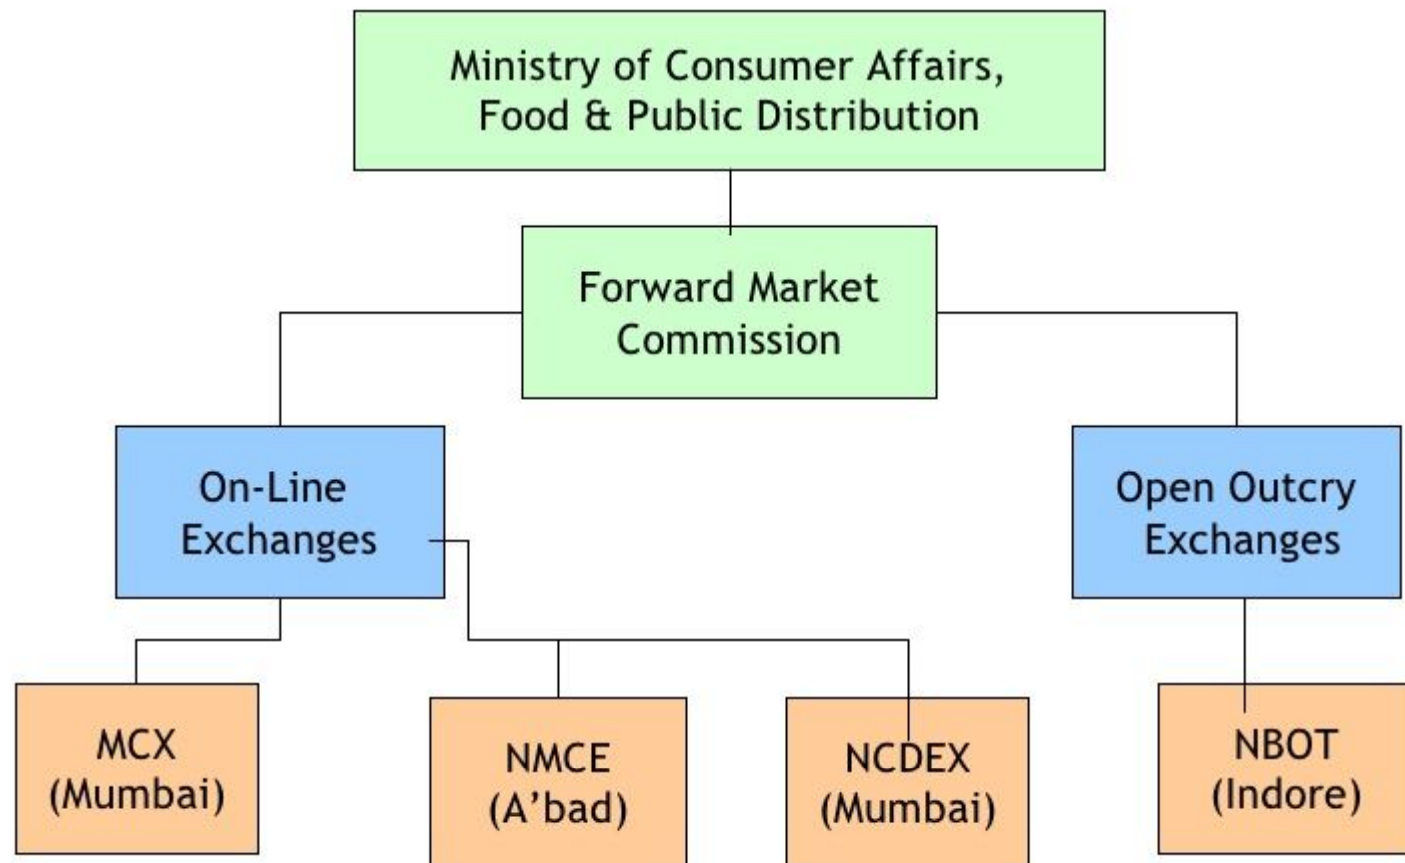 Ministry of Consumer Affairs,
Food & Public Distribution
Forward Market
Commission
On-Line
Exchanges
Open Outcry
Exchanges
MCX
(Mumbai)
NMCE
(A’bad)
NCDEX
(Mumbai)
NBOT
(Indore)